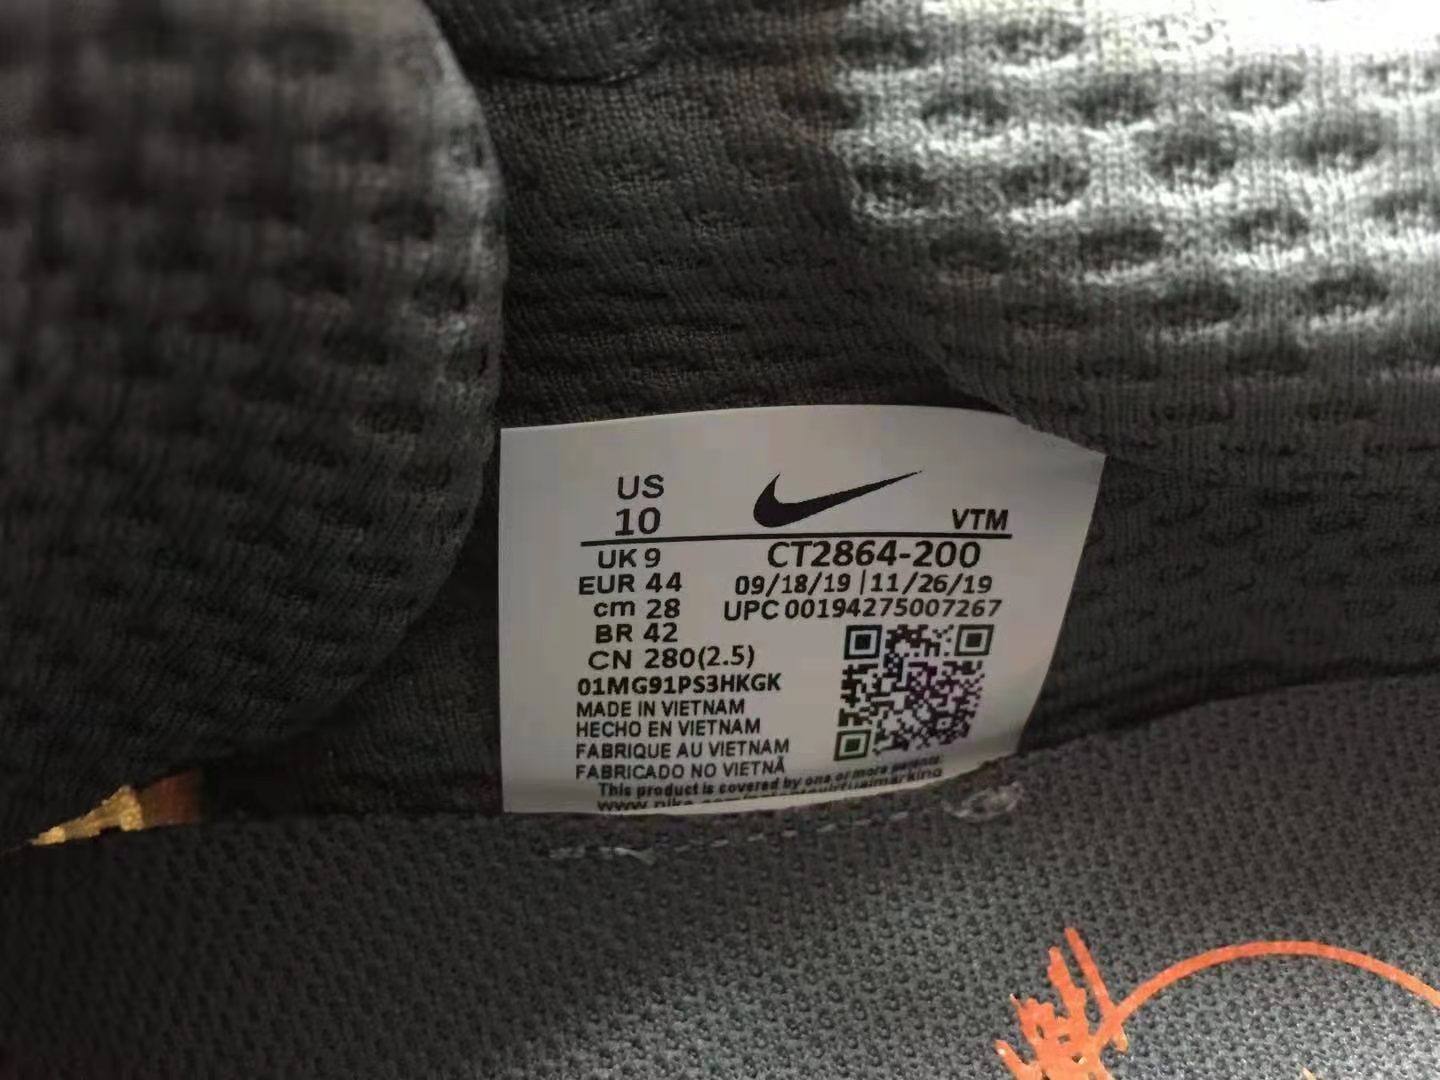 US
10
VTM
UK 9
CT2864-200
EUR 44
09/18/19 | 11/26/19
cm 28
UPC 00194275007267
BR 42
CN 280(2.5)
01MG91PS3HKGK
MADE IN VIETNAM
HECHO EN VIETNAM
FABRIQUE AU VIETNAM
FABRICADO NO VIETNÃ
This product is covered by one or more patents: